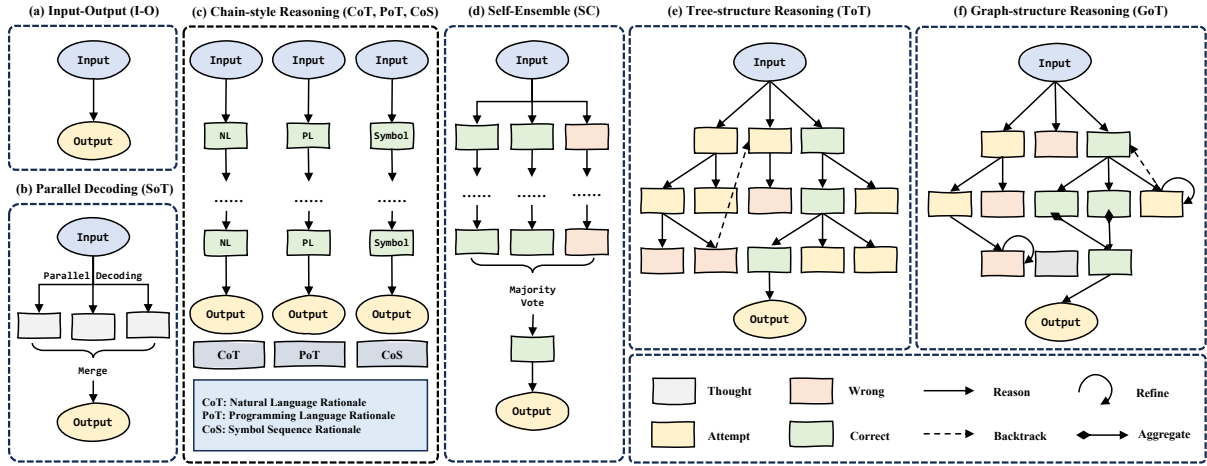 (a) Input-Output (I-O)
Input
Output
(b) Parallel Decoding (SoT)
Input
Parallel Decoding
Merge
Output
(c) Chain-style Reasoning (CoT, PoT, CoS)
Input Input Input
NL PL Symbol
...... ...... ......
NL PL Symbol
Output Output Output
CoT PoT CoS
CoT: Natural Language Rationale
PoT: Programming Language Rationale
CoS: Symbol Sequence Rationale
(d) Self-Ensemble (SC)
Input
...... ...... ......
Majority
Vote
Output
(e) Tree-structure Reasoning (ToT)
Input
Output
(f) Graph-structure Reasoning (GoT)
Input
Output
Thought Wrong Reason Refine
Attempt Correct Backtrack Aggregate